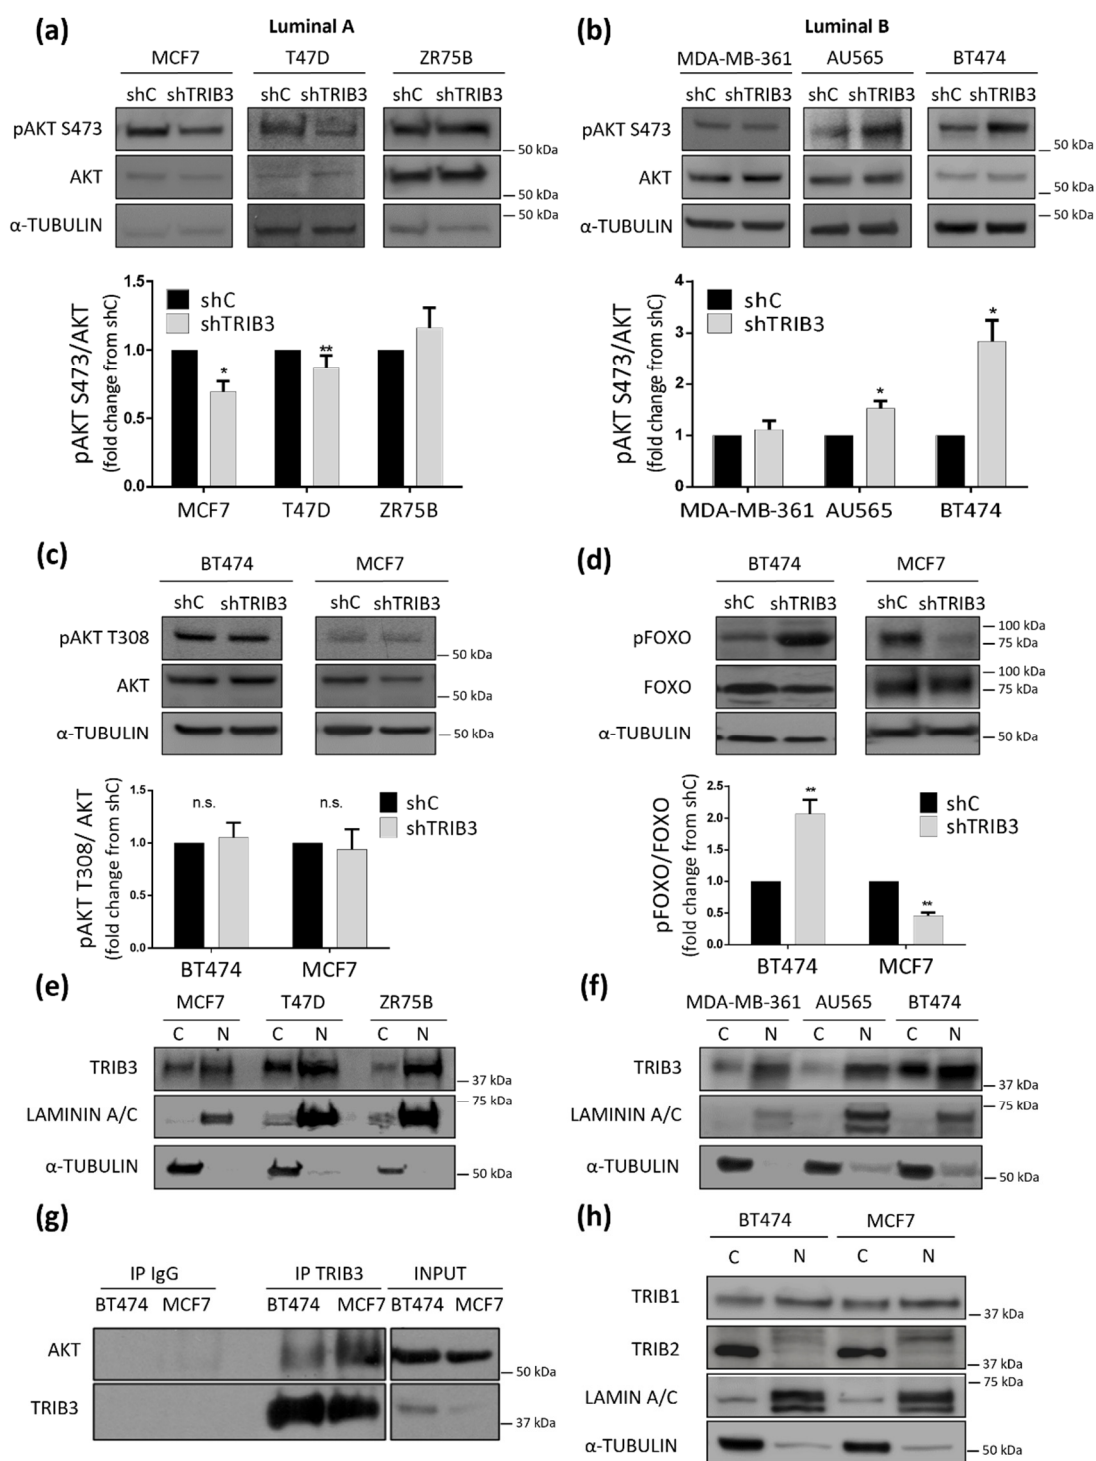 (a) Luminal A
MCF7 T47D ZR75B
shC shTRIB3 shC shTRIB3 shC shTRIB3
pAKT S473
50 kDa
AKT
50 kDa
α-TUBULIN
50 kDa
1.5
1.0
0.5
0.0
pAKT S473/AKT
(fold change from shC)
shC
shTRIB3
*
**
MCF7 T47D ZR75B
(b) Luminal B
MDA-MB-361 AU565 BT474
shC shTRIB3 shC shTRIB3 shC shTRIB3
pAKT S473
50 kDa
AKT
50 kDa
α-TUBULIN
50 kDa
4
3
2
1
0
pAKT S473/AKT
(fold change from shC)
shC
shTRIB3
*
*
MDA-MB-361 AU565 BT474
(c)
BT474 MCF7
shC shTRIB3 shC shTRIB3
pAKT T308
50 kDa
AKT
50 kDa
α-TUBULIN
50 kDa
1.5
1.0
0.5
0.0
pAKT T308/ AKT
(fold change from shC)
n.s. n.s.
shC
shTRIB3
BT474 MCF7
(d)
BT474 MCF7
shC shTRIB3 shC shTRIB3
pFOXO
100 kDa
75 kDa
FOXO
100 kDa
75 kDa
α-TUBULIN
50 kDa
2.5
2.0
1.5
1.0
0.5
0.0
pFOXO/FOXO
(fold change from shC)
**
**
shC
shTRIB3
BT474 MCF7
(e)
MCF7 T47D ZR75B
C N C N C N
TRIB3
37 kDa
LAMININ A/C
75 kDa
α-TUBULIN
50 kDa
(f)
MDA-MB-361 AU565 BT474
C N C N C N
TRIB3
37 kDa
LAMININ A/C
75 kDa
α-TUBULIN
50 kDa
(g)
IP IgG IP TRIB3 INPUT
BT474 MCF7 BT474 MCF7 BT474 MCF7
AKT
50 kDa
TRIB3
37 kDa
(h)
BT474 MCF7
C N C N
TRIB1
37 kDa
TRIB2
37 kDa
LAMIN A/C
75 kDa
α-TUBULIN
50 kDa